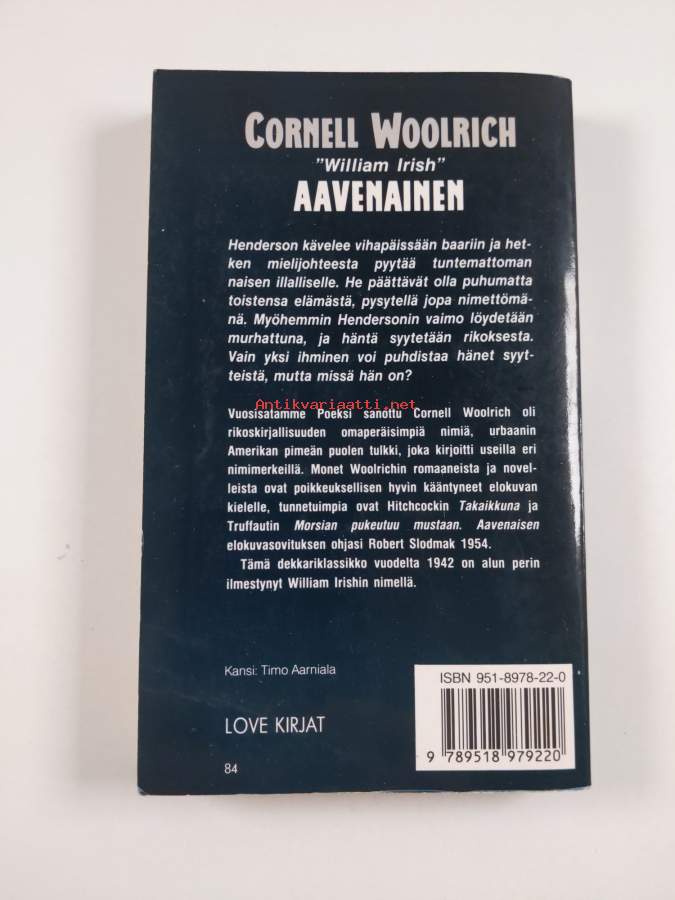 CORNELL WOOLRICH
"William Irish"
AAVENAINEN
Henderson kävelee vihapäissään baariin ja het-
ken mielijohteesta pyytää tuntemattoman
naisen illalliselle. He päättävät olla puhumatta
toistensa elämästä, pysytellä jopa nimettömä-
nä. Myöhemmin Hendersonin vaimo löydetään
murhattuna, ja häntä syytetään rikoksesta.
Vain yksi ihminen voi puhdistaa hänet syyt-
teistä, mutta missä hän on?
Antikvariaatti.net
Vuosisatamme Poeksi sanottu Cornell Woolrich oli
rikoskirjallisuuden omaperäisimpiä nimiä, urbaanin
Amerikan pimeän puolen tulkki, joka kirjoitti useilla eri
nimimerkeillä. Monet Woolrichin romaaneista ja novel-
leista ovat poikkeuksellisen hyvin kääntyneet elokuvan
kielelle, tunnetuimpia ovat Hitchcockin Takaikkuna ja
Truffautin Morsian pukeutuu mustaan. Aavenaisen
elokuvasovituksen ohjasi Robert Slodmak 1954.
Tämä dekkariklassikko vuodelta 1942 on alun perin
ilmestynyt William Irishin nimellä.
Kansi: Timo Aarniala
ISBN 951-8978-22-0
LOVE KIRJAT
9 789518 979220
84